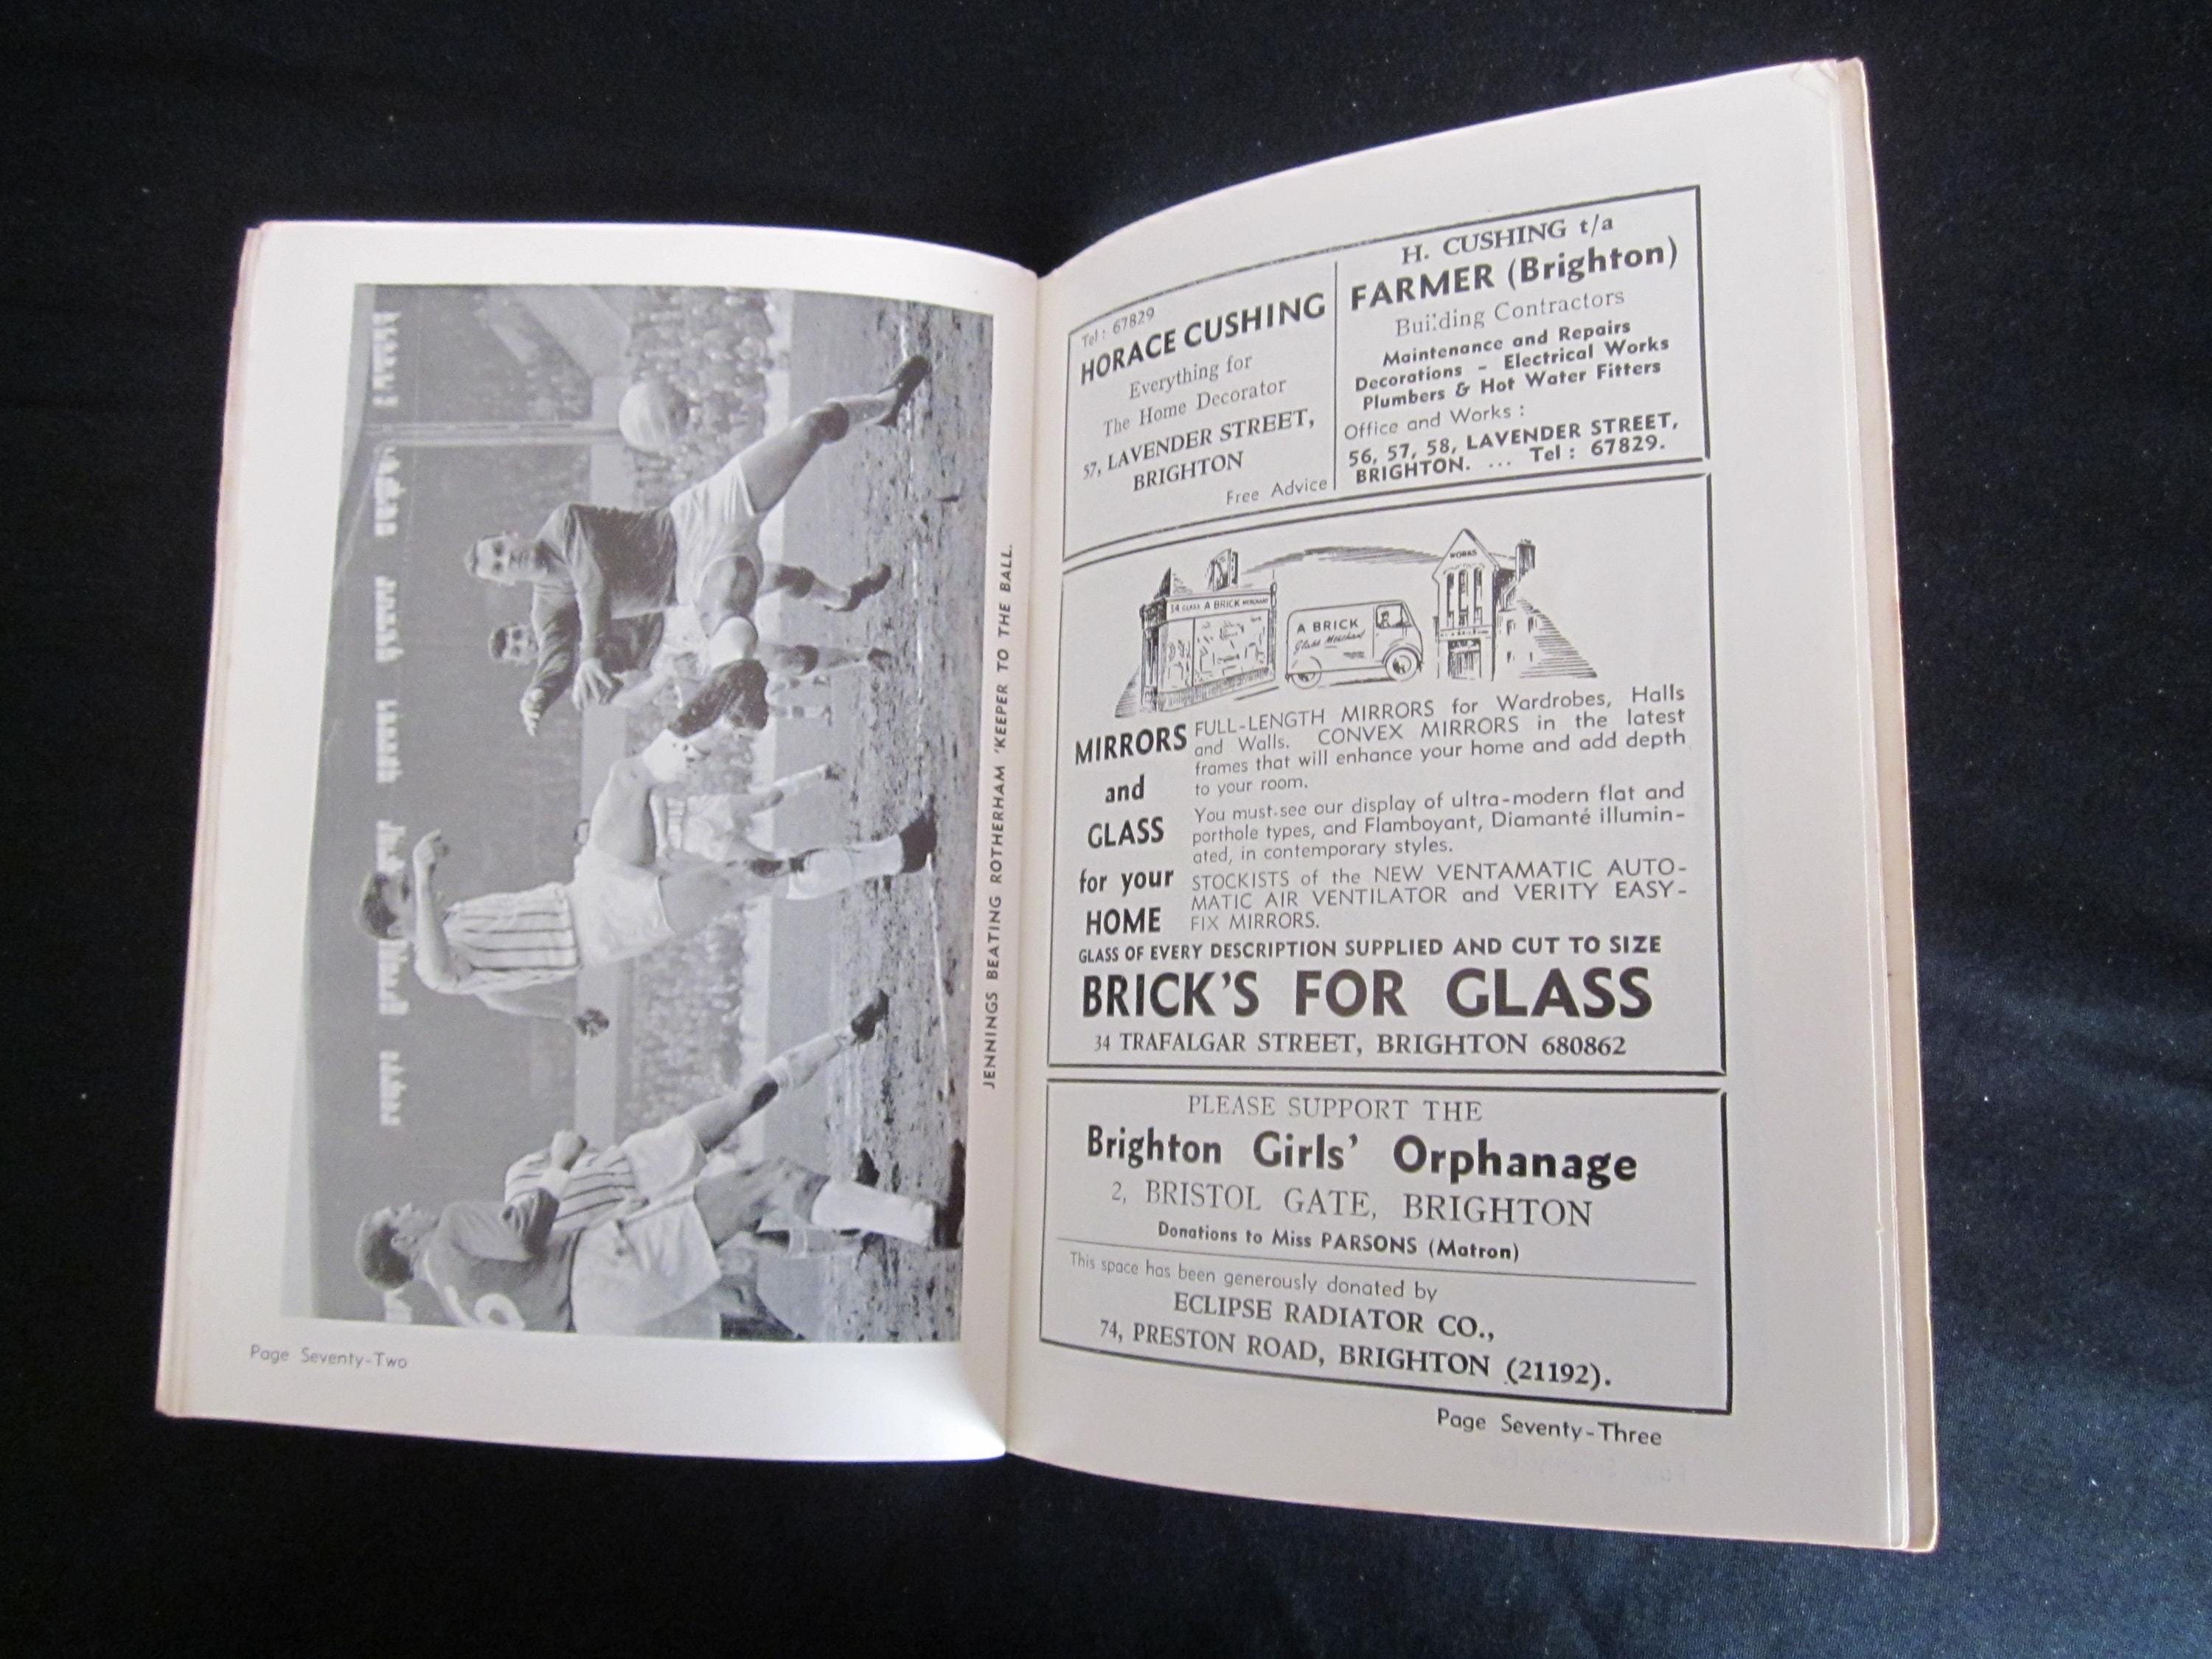 JENNINGS BEATING ROTHERHAM 'KEEPER TO THE BALL.
Page Seventy-Two
Tel : 67829
HORACE CUSHING
Everything for
The Home Decorator
57, LAVENDER STREET,
BRIGHTON
Free Advice
H. CUSHING t/a
FARMER (Brighton)
Building Contractors
Maintenance and Repairs
Decorations - Electrical Works
Plumbers & Hot Water Fitters
Office and Works :
56, 57, 58, LAVENDER STREET,
BRIGHTON. ... Tel : 67829.
34 GLASS A BRICK MERCHANT
A BRICK
Glass Merchant
WORKS
MIRRORS
and
GLASS
for your
HOME
FULL-LENGTH MIRRORS for Wardrobes, Halls
and Walls. CONVEX MIRRORS in the latest
frames that will enhance your home and add depth
to your room.
You must see our display of ultra-modern flat and
porthole types, and Flamboyant, Diamanté illumin-
ated, in contemporary styles.
STOCKISTS of the NEW VENTAMATIC AUTO-
MATIC AIR VENTILATOR and VERITY EASY-
FIX MIRRORS.
GLASS OF EVERY DESCRIPTION SUPPLIED AND CUT TO SIZE
BRICK'S FOR GLASS
34 TRAFALGAR STREET, BRIGHTON 680862
PLEASE SUPPORT THE
Brighton Girls' Orphanage
2, BRISTOL GATE, BRIGHTON
Donations to Miss PARSONS (Matron)
This space has been generously donated by
ECLIPSE RADIATOR CO.,
74, PRESTON ROAD, BRIGHTON (21192).
Page Seventy-Three